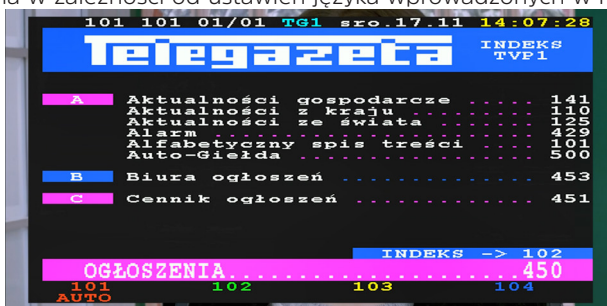 na w zależności od ustawień języka wprowadzonych w
101 101 01/01 TG1 sro.17.11 14:07:28
Telegazeta INDEKS
TVP1
A Aktualności gospodarcze ..... 141
Aktualności z kraju ......... 110
Aktualności ze świata ....... 125
Alarm ....................... 429
Alfabetyczny spis treści .... 101
Auto-Giełda ................. 500
B Biura ogłoszeń .............. 453
C Cennik ogłoszeń ............. 451
INDEKS -> 102
OGŁOSZENIA..................450
101 102 103 104
AUTO